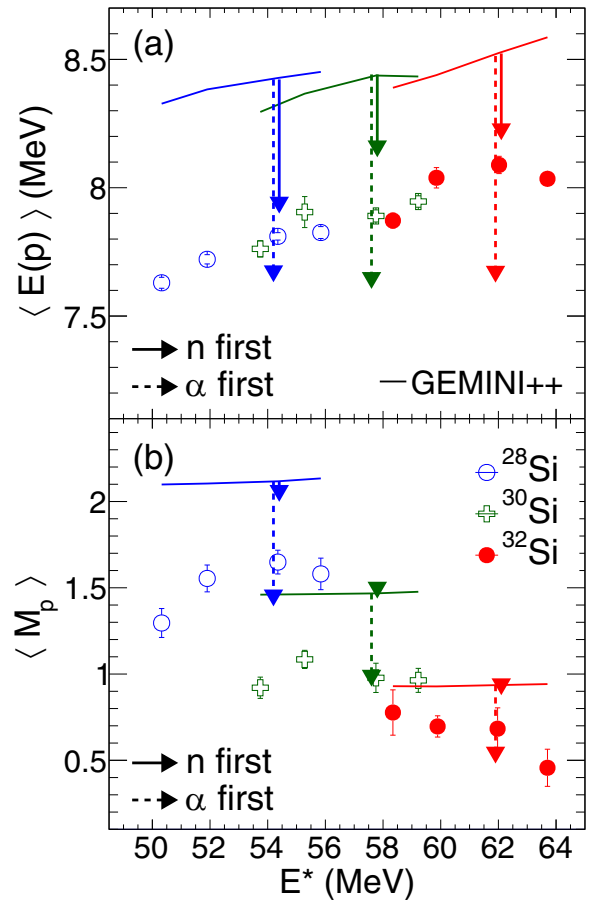 (a)
8.5
8
7.5
⟨ E(p) ⟩ (MeV)
n first
α first
GEMINI++
(b)
²⁸Si
³⁰Si
³²Si
2
1.5
1
0.5
⟨ M_p ⟩
n first
α first
50 52 54 56 58 60 62 64
E* (MeV)